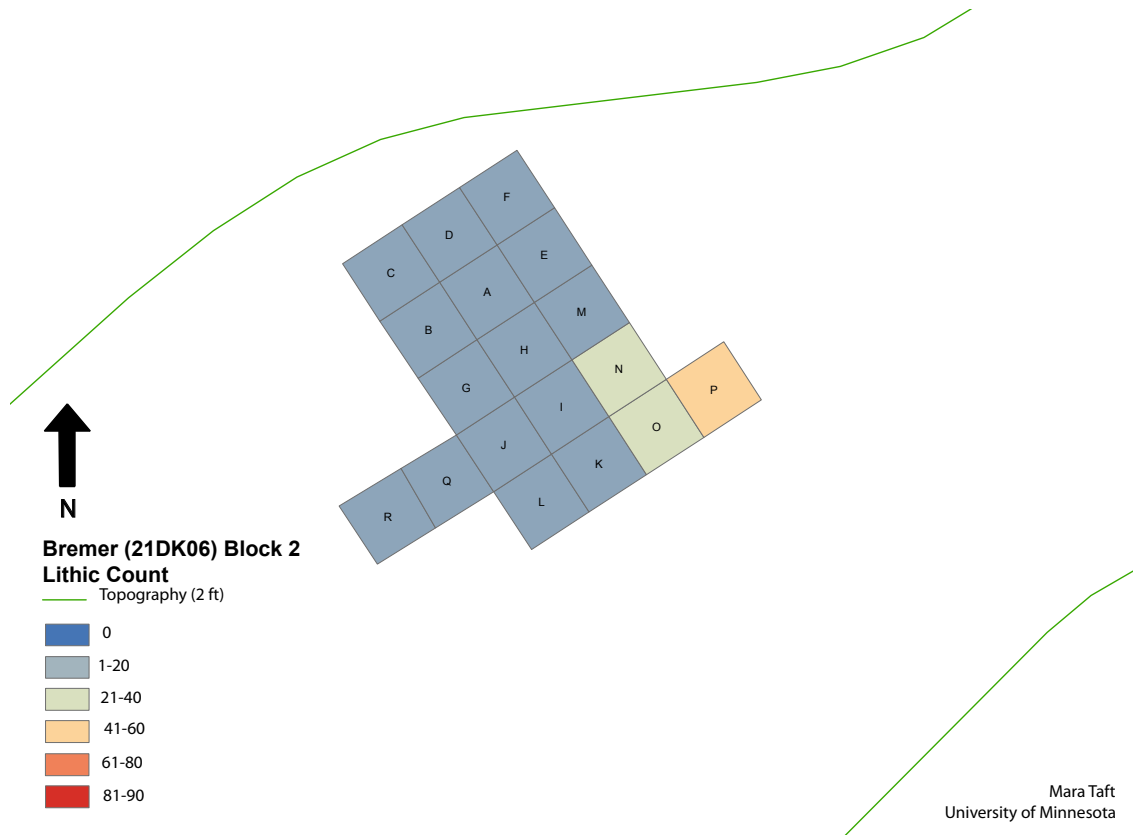 F
D
E
C
A
M
B
H
N
G
P
I
O
J
K
Q
L
R
N
Bremer (21DK06) Block 2
Lithic Count
Topography (2 ft)
0
1-20
21-40
41-60
61-80
81-90
Mara Taft
University of Minnesota